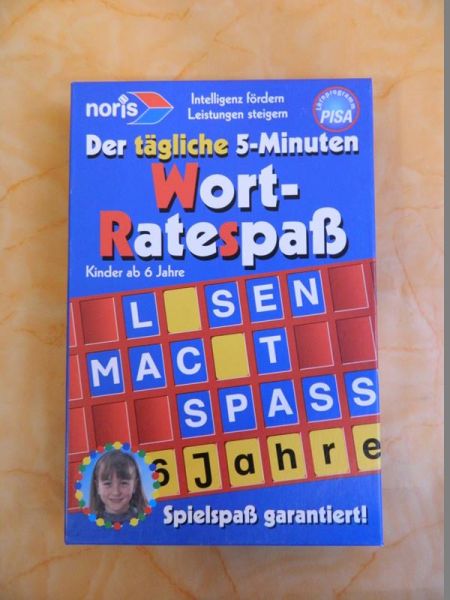 noris
Intelligenz fördern
Leistungen steigern
Lernprogramm
PISA
Der tägliche 5-Minuten
Wort-
Ratespaß
Kinder ab 6 Jahre
L SEN
MAC T
SPASS
6 Jahre
Spielspaß garantiert!